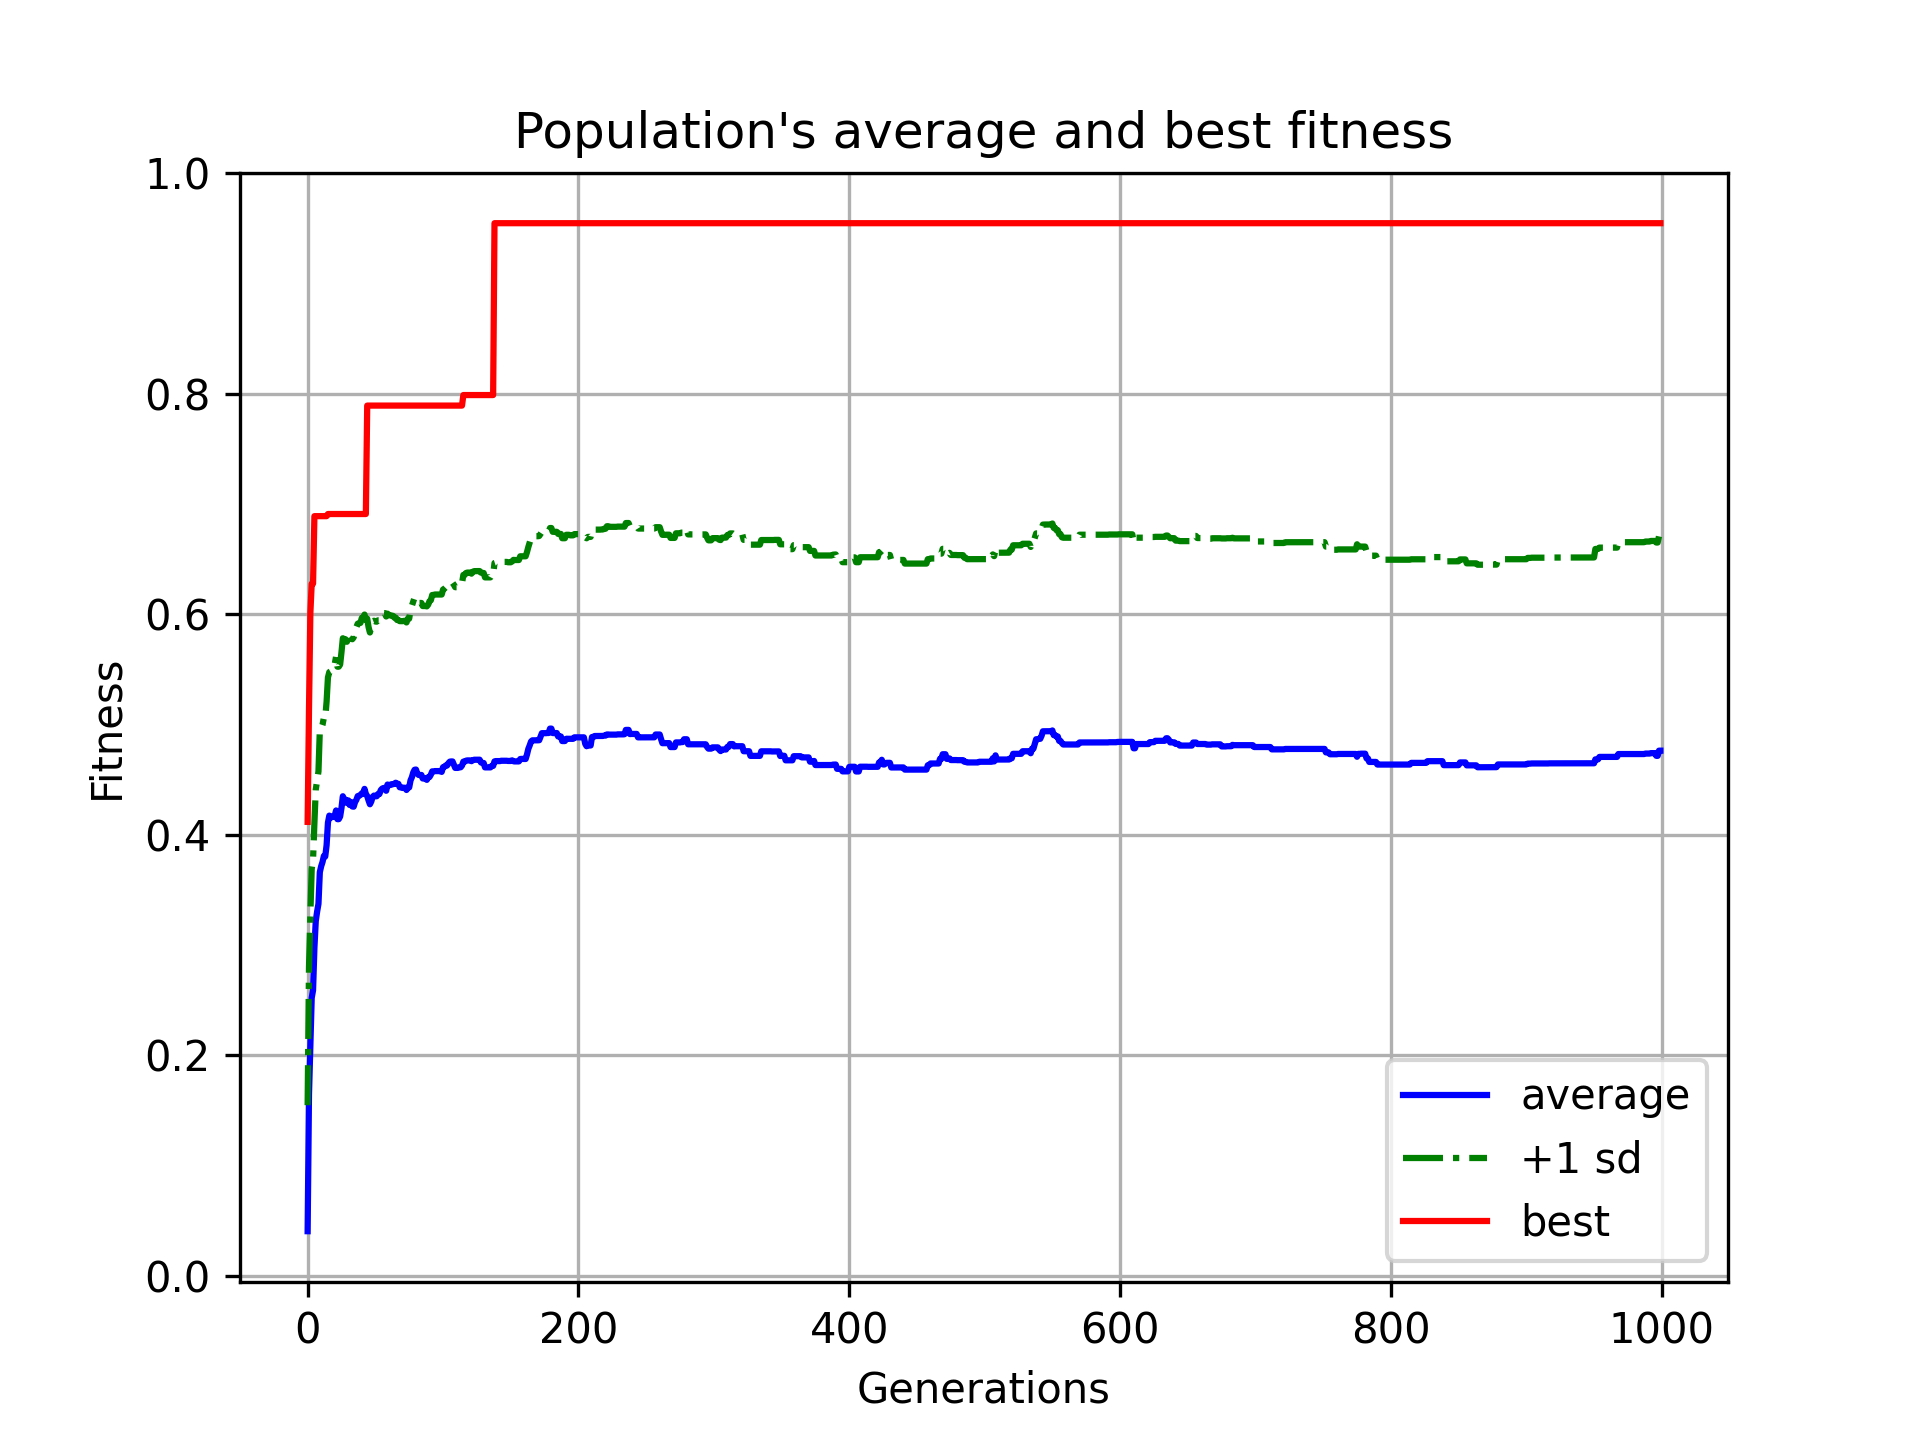 Population's average and best fitness
1.0
0.8
0.6
0.4
0.2
0.0
Fitness
0 200 400 600 800 1000
Generations
average
+1 sd
best